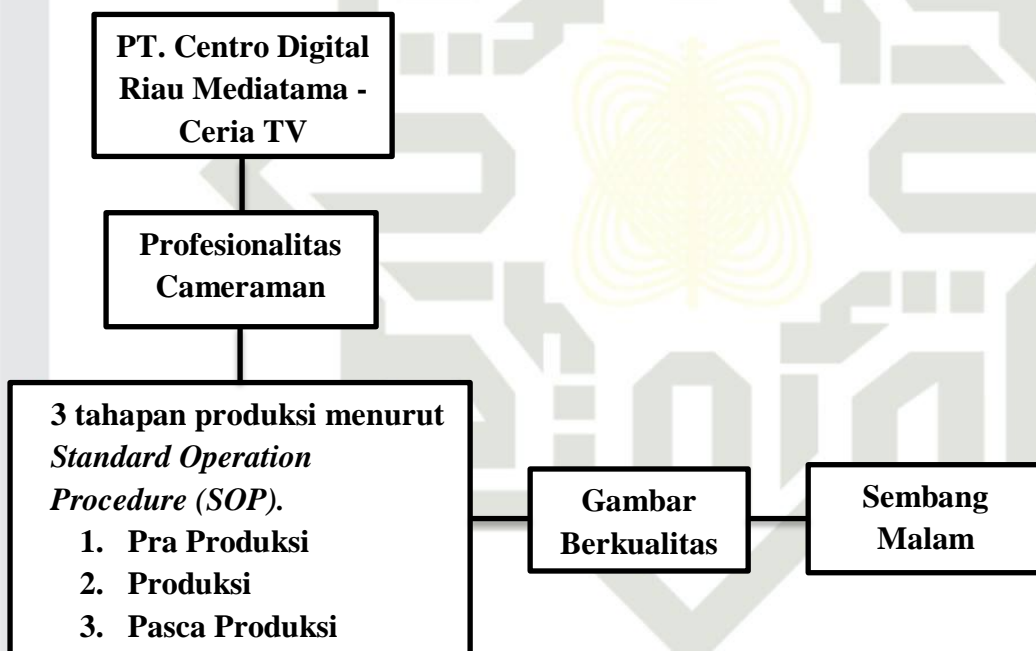 PT. Centro Digital
Riau Mediatama -
Ceria TV
Profesionalitas
Cameraman
3 tahapan produksi menurut
Standard Operation
Procedure (SOP).
1. Pra Produksi
2. Produksi
3. Pasca Produksi
Gambar
Berkualitas
Sembang
Malam